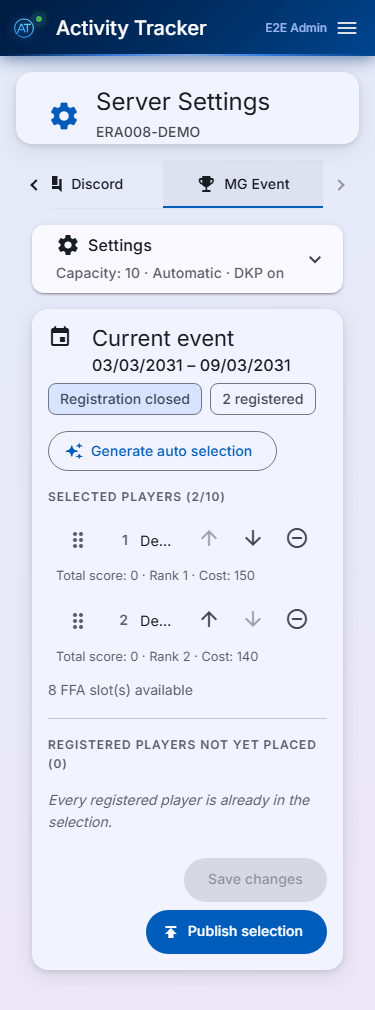 AT
Activity Tracker
E2E Admin
Server Settings
ERA008-DEMO
Discord
MG Event
Settings
Capacity: 10 · Automatic · DKP on
Current event
03/03/2031 – 09/03/2031
Registration closed
2 registered
Generate auto selection
SELECTED PLAYERS (2/10)
1 De...
Total score: 0 · Rank 1 · Cost: 150
2 De...
Total score: 0 · Rank 2 · Cost: 140
8 FFA slot(s) available
REGISTERED PLAYERS NOT YET PLACED
(0)
Every registered player is already in the
selection.
Save changes
Publish selection